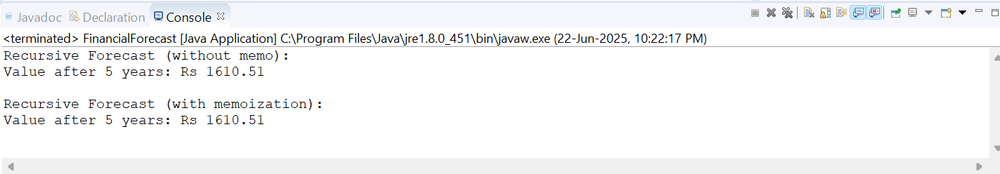 @ Javadoc Declaration Console
<terminated> FinancialForecast [Java Application] C:\Program Files\Java\jre1.8.0_451\bin\javaw.exe (22-Jun-2025, 10:22:17 PM)
Recursive Forecast (without memo):
Value after 5 years: Rs 1610.51
Recursive Forecast (with memoization):
Value after 5 years: Rs 1610.51